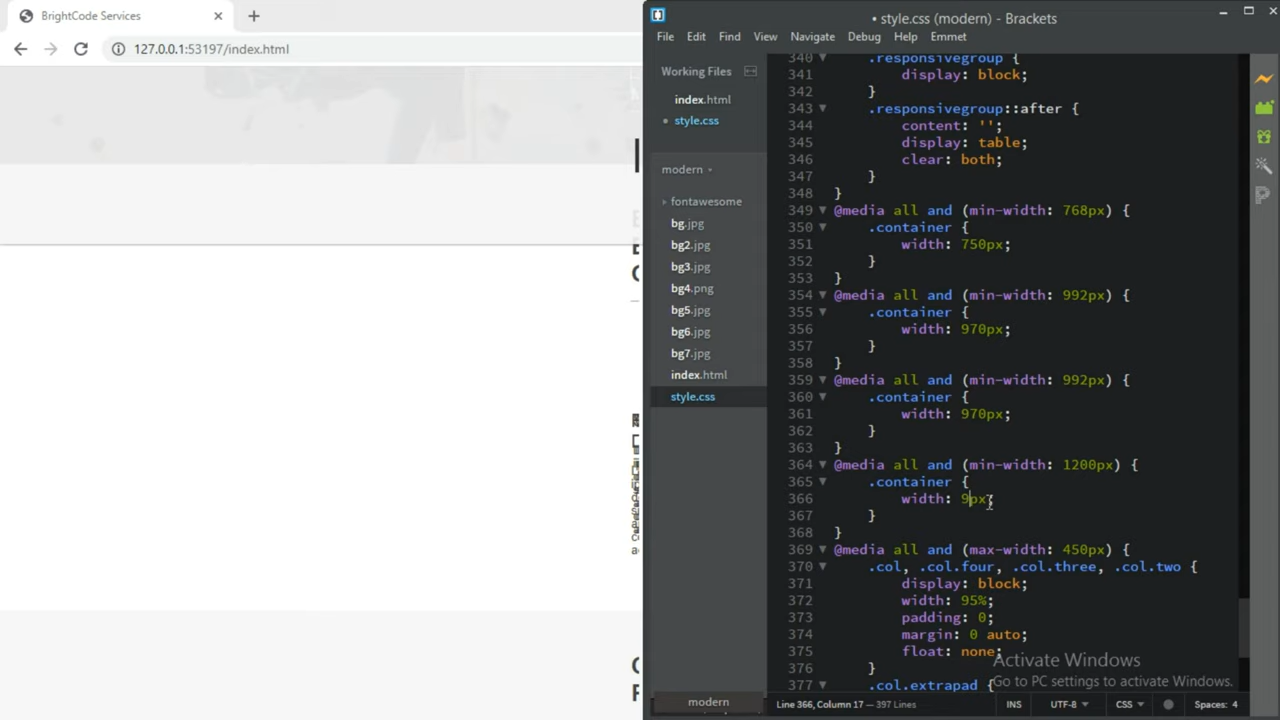 BrightCode Services
127.0.0.1:53197/index.html
• style.css (modern) - Brackets
File Edit Find View Navigate Debug Help Emmet
Working Files
index.html
style.css
modern
fontawesome
bg.jpg
bg2.jpg
bg3.jpg
bg4.png
bg5.jpg
bg6.jpg
bg7.jpg
index.html
style.css
modern
340 .responsivegroup {
341 display: block;
342 }
343 .responsivegroup::after {
344 content: '';
345 display: table;
346 clear: both;
347 }
348 }
349 @media all and (min-width: 768px) {
350 .container {
351 width: 750px;
352 }
353 }
354 @media all and (min-width: 992px) {
355 .container {
356 width: 970px;
357 }
358 }
359 @media all and (min-width: 992px) {
360 .container {
361 width: 970px;
362 }
363 }
364 @media all and (min-width: 1200px) {
365 .container {
366 width: 9px;
367 }
368 }
369 @media all and (max-width: 450px) {
370 .col, .col.four, .col.three, .col.two {
371 display: block;
372 width: 95%;
373 padding: 0;
374 margin: 0 auto;
375 float: none;
376 }
377 .col.extrapad {
Activate Windows
Go to PC settings to activate Windows.
Line 366, Column 17 — 397 Lines
INS UTF-8 CSS Spaces: 4